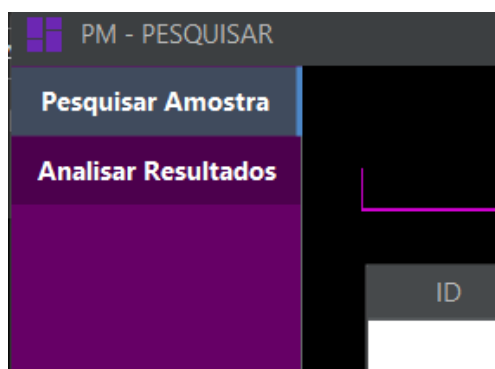 PM - PESQUISAR
Pesquisar Amostra
Analisar Resultados
ID